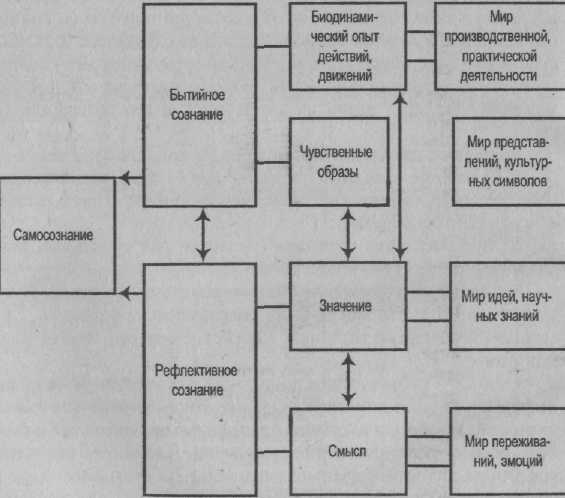 Биодинами-
ческий опыт
действий,
движений
Мир
производственной,
практической
деятельности
Бытийное
сознание
Чувственные
образы
Мир представ-
лений, культур-
ных символов
Самосознание
Значение
Мир идей, науч-
ных знаний
Рефлективное
сознание
Смысл
Мир пережива-
ний, эмоций